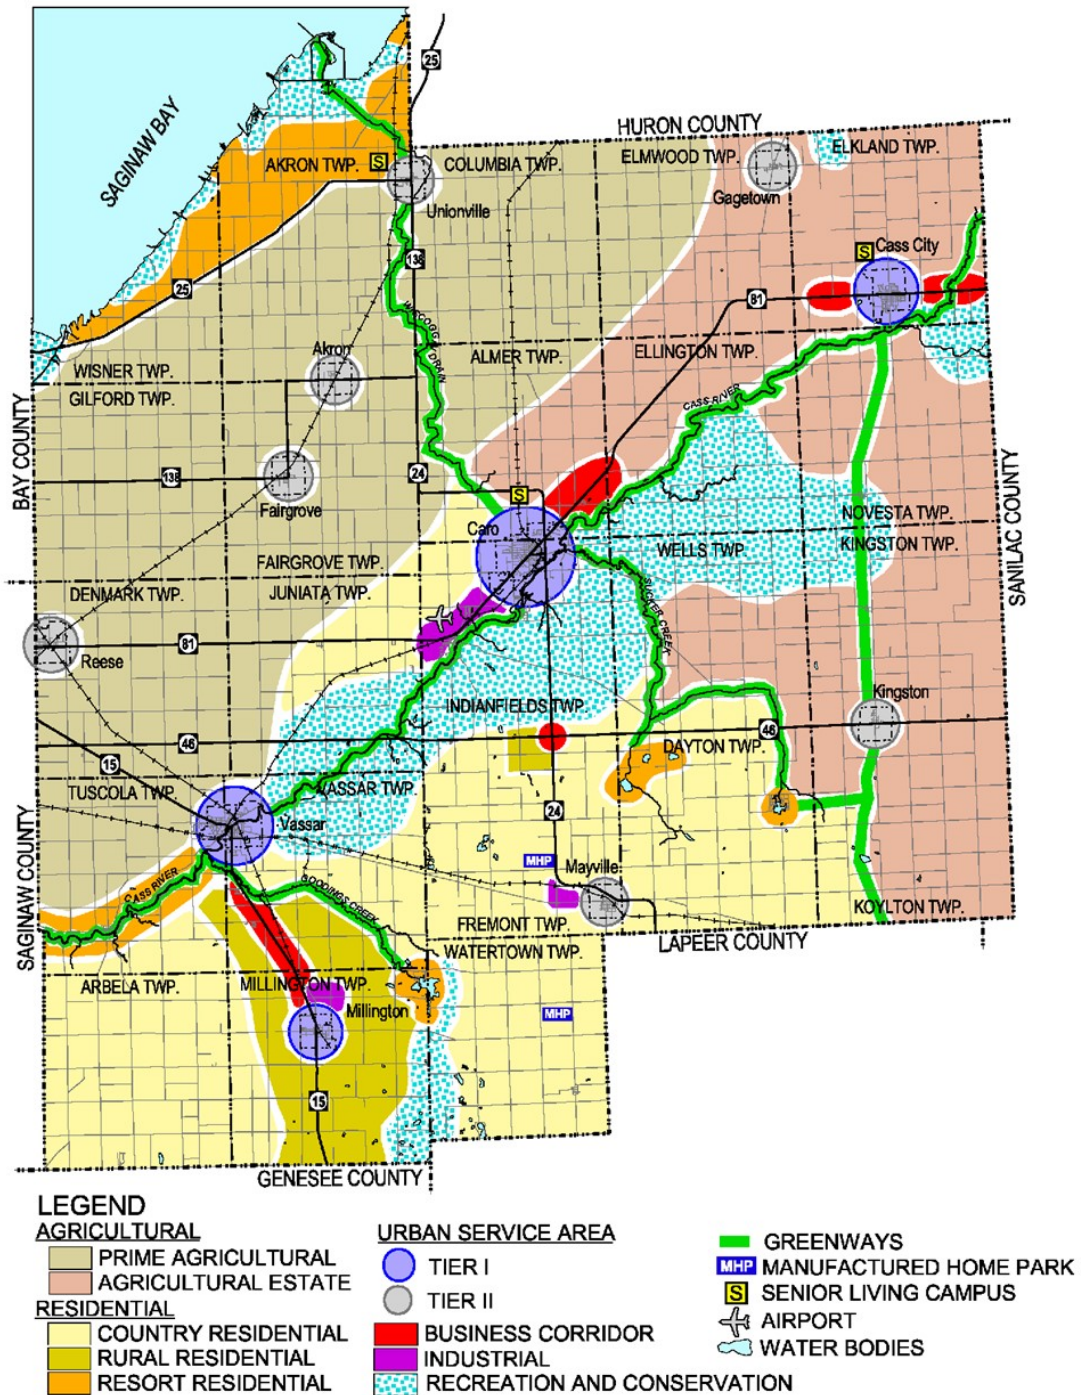 25
SAGINAW BAY
HURON COUNTY
S
AKRON TWP.
COLUMBIA TWP.
ELMWOOD TWP.
ELKLAND TWP.
Gagetown
Unionville
S
Cass City
138
25
81
WISCOGGIN DRAIN
Akron
ALMER TWP.
ELLINGTON TWP.
WISNER TWP.
GILFORD TWP.
CASS RIVER
BAY COUNTY
138
24
S
Fairgrove
Caro
NOVESTA TWP.
KINGSTON TWP.
SANILAC COUNTY
WELLS TWP.
FAIRGROVE TWP.
JUNIATA TWP.
DENMARK TWP.
SUCKER CREEK
81
Reese
INDIANFIELDS TWP.
Kingston
46
46
DAYTON TWP.
15
TUSCOLA TWP.
VASSAR TWP.
Vassar
24
MHP
Mayville
SAGINAW COUNTY
CASS RIVER
GOODINGS CREEK
FREMONT TWP.
KOYLTON TWP.
LAPEER COUNTY
WATERTOWN TWP.
ARBELA TWP.
MILLINGTON TWP.
Millington
MHP
15
GENESEE COUNTY
LEGEND
AGRICULTURAL
PRIME AGRICULTURAL
AGRICULTURAL ESTATE
RESIDENTIAL
COUNTRY RESIDENTIAL
RURAL RESIDENTIAL
RESORT RESIDENTIAL
URBAN SERVICE AREA
TIER I
TIER II
BUSINESS CORRIDOR
INDUSTRIAL
RECREATION AND CONSERVATION
GREENWAYS
MHP MANUFACTURED HOME PARK
S SENIOR LIVING CAMPUS
AIRPORT
WATER BODIES